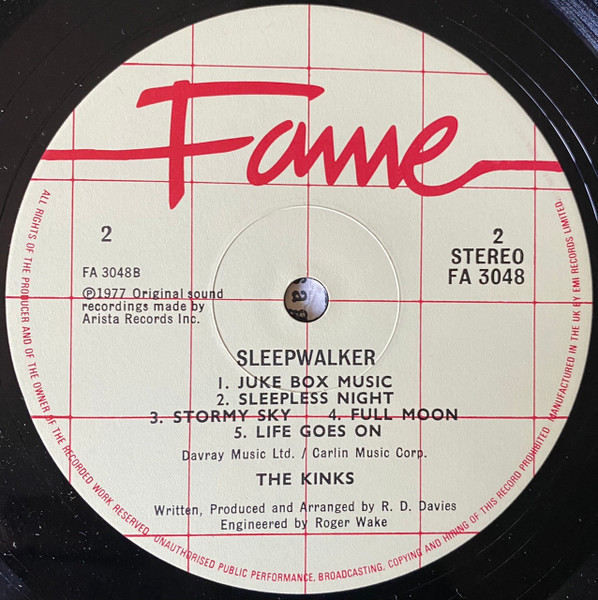 Fame
2
FA 3048B
℗1977 Original sound
recordings made by
Arista Records Inc.
2
STEREO
FA 3048
SLEEPWALKER
1. JUKE BOX MUSIC
2. SLEEPLESS NIGHT
3. STORMY SKY 4. FULL MOON
5. LIFE GOES ON
Davray Music Ltd. / Carlin Music Corp.
THE KINKS
Written, Produced and Arranged by R. D. Davies
Engineered by Roger Wake
ALL RIGHTS OF THE PRODUCER AND OF THE OWNER OF THE RECORDED WORK RESERVED. UNAUTHORISED PUBLIC PERFORMANCE, BROADCASTING, COPYING AND HIRING OF THIS RECORD PROHIBITED. MANUFACTURED IN THE UK BY EMI RECORDS LIMITED.